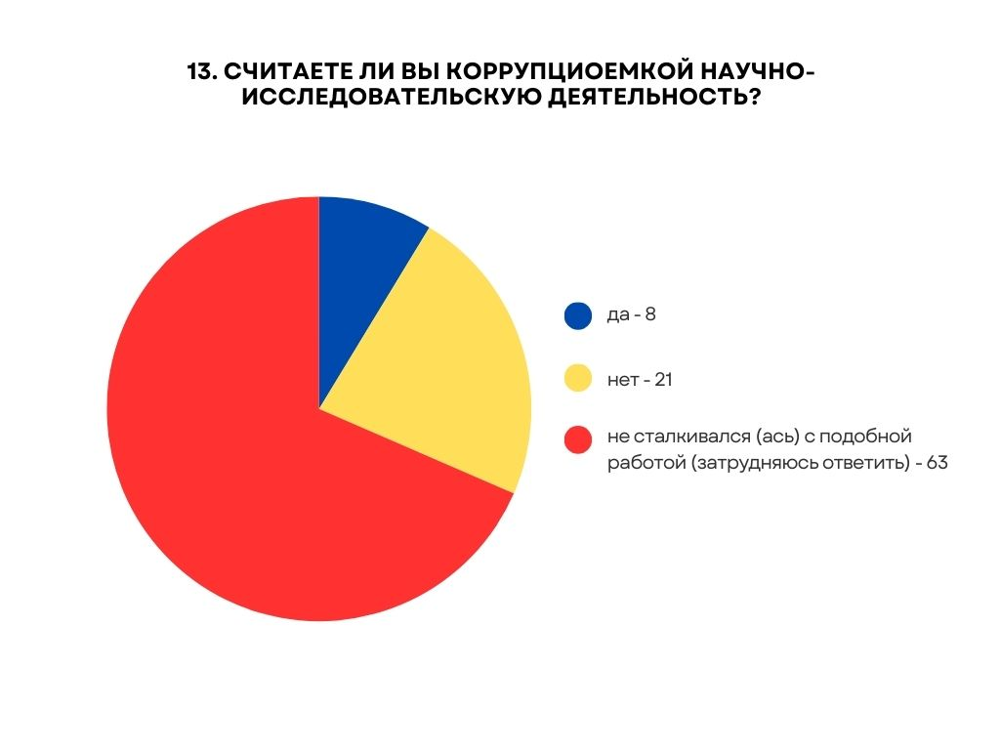 13. СЧИТАЕТЕ ЛИ ВЫ КОРРУПЦИОЕМКОЙ НАУЧНО-
ИССЛЕДОВАТЕЛЬСКУЮ ДЕЯТЕЛЬНОСТЬ?
да - 8
нет - 21
не сталкивался (ась) с подобной
работой (затрудняюсь ответить) - 63